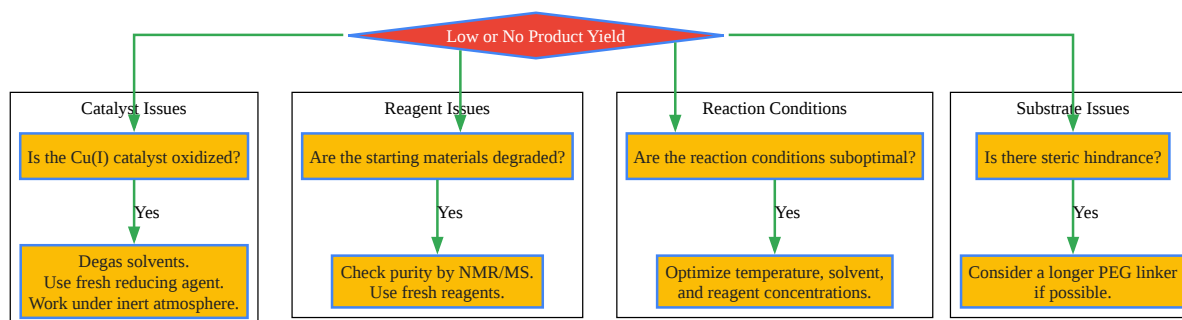 Low or No Product Yield
Catalyst Issues
Is the Cu(I) catalyst oxidized?
Yes
Degas solvents.
Use fresh reducing agent.
Work under inert atmosphere.
Reagent Issues
Are the starting materials degraded?
Yes
Check purity by NMR/MS.
Use fresh reagents.
Reaction Conditions
Are the reaction conditions suboptimal?
Yes
Optimize temperature, solvent,
and reagent concentrations.
Substrate Issues
Is there steric hindrance?
Yes
Consider a longer PEG linker
if possible.